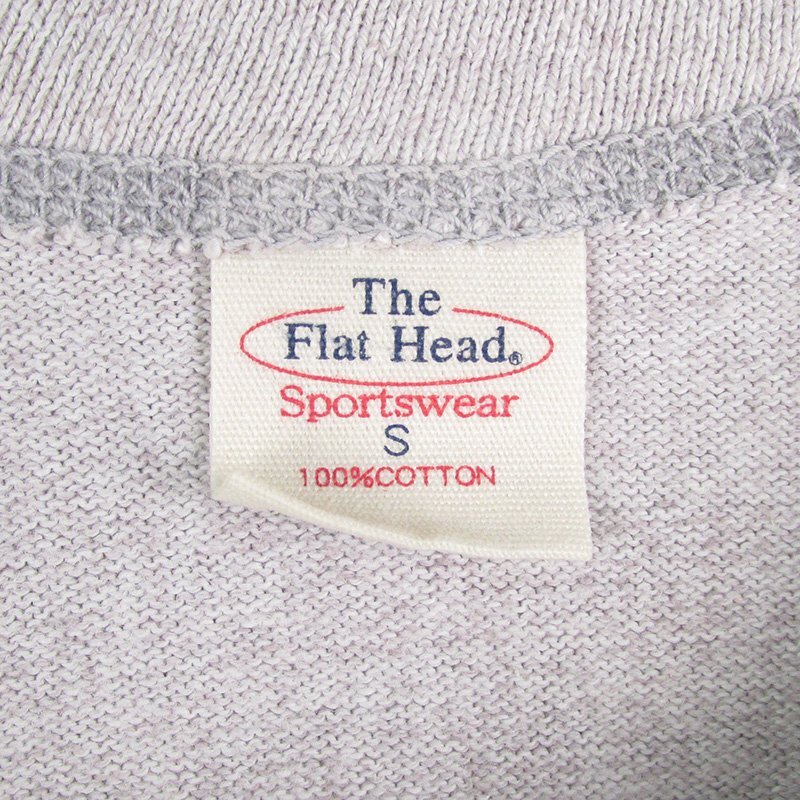 The
Flat Head®
Sportswear
S
100%COTTON